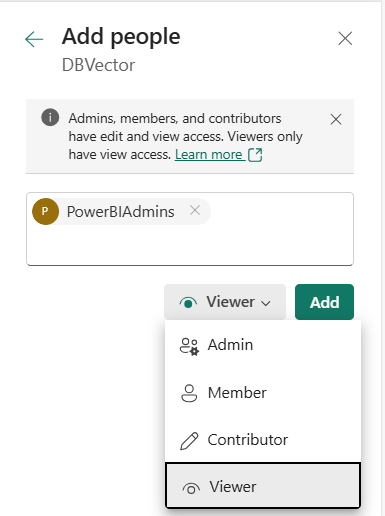 Add people
DBVector
Admins, members, and contributors
have edit and view access. Viewers only
have view access. Learn more
P PowerBIAdmins
Viewer
Add
Admin
Member
Contributor
Viewer